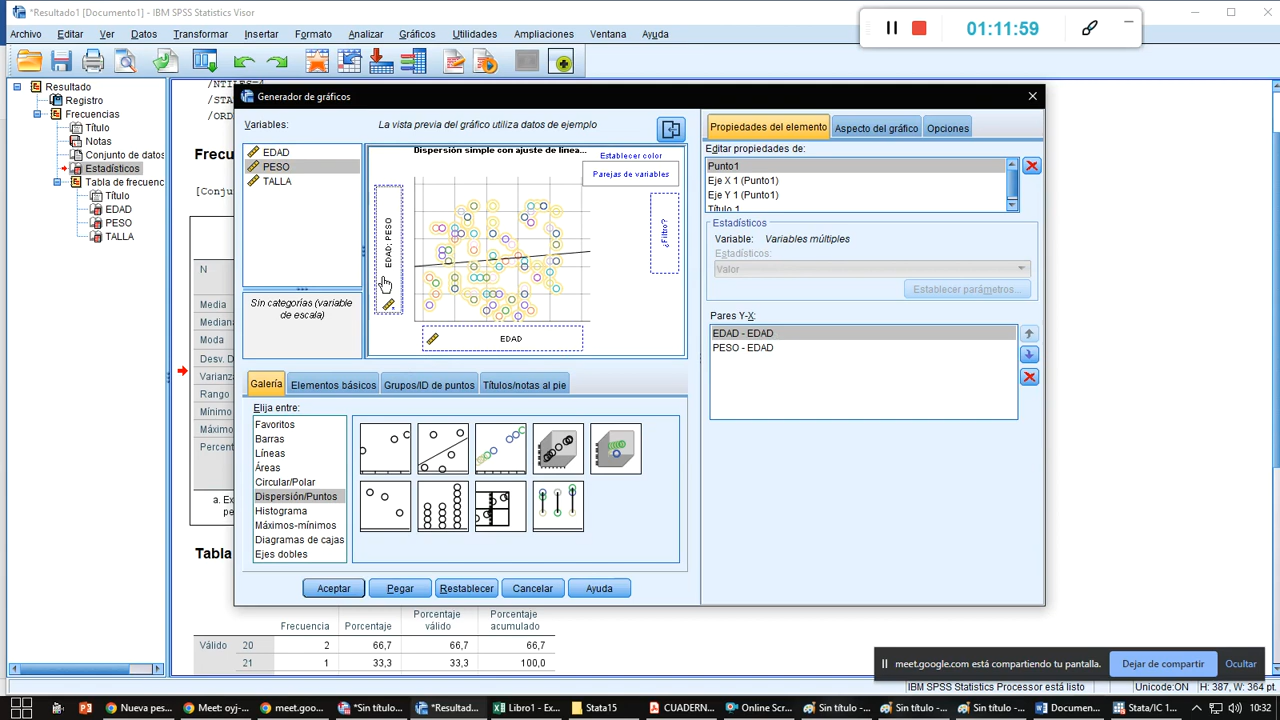 *Resultado1 [Documento1] - IBM SPSS Statistics Visor
01:11:59
Archivo Editar Ver Datos Transformar Insertar Formato Analizar Gráficos Utilidades Ampliaciones Ventana Ayuda
Resultado
Registro
Frecuencias
Título
Notas
Conjunto de datos
Estadísticos
Tabla de frecuenc
Título
EDAD
PESO
TALLA
/NTILES=4
/STA
/ORD
Frecu
[Conju
N
Media
Median
Moda
Desv. D
Varianz
Rango
Mínimo
Máximo
Percent
a. Ex
pe
Tabla
Generador de gráficos
Variables:
EDAD
PESO
TALLA
Sin categorías (variable de escala)
La vista previa del gráfico utiliza datos de ejemplo
Dispersión simple con ajuste de línea...
Establecer color
Parejas de variables
¿Filtro?
EDAD; PESO
EDAD
Galería Elementos básicos Grupos/ID de puntos Títulos/notas al pie
Elija entre:
Favoritos
Barras
Líneas
Áreas
Circular/Polar
Dispersión/Puntos
Histograma
Máximos-mínimos
Diagramas de cajas
Ejes dobles
Aceptar Pegar Restablecer Cancelar Ayuda
Propiedades del elemento Aspecto del gráfico Opciones
Editar propiedades de:
Punto1
Eje X 1 (Punto1)
Eje Y 1 (Punto1)
Título 1
Estadísticos
Variable: Variables múltiples
Estadísticos:
Valor
Establecer parámetros...
Pares Y-X:
EDAD - EDAD
PESO - EDAD
Frecuencia Porcentaje Porcentaje válido Porcentaje acumulado
Válido 20 2 66,7 66,7 66,7
21 1 33,3 33,3 100,0
meet.google.com está compartiendo tu pantalla. Dejar de compartir Ocultar
IBM SPSS Statistics Processor está listo Unicode:ON H: 387, W: 364 pt.
Nueva pes... Meet: oyj-... meet.goo... *Sin título... *Resultad... Libro1 - E... Stata15 CUADERN... Online Scr... Sin título -... Sin título -... Documen... Stata/IC 1... 10:32